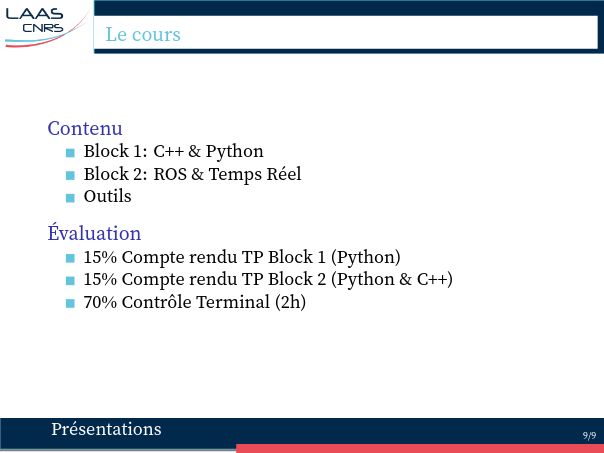 LAAS
CNRS
Le cours
Contenu
Block 1: C++ & Python
Block 2: ROS & Temps Réel
Outils
Évaluation
15% Compte rendu TP Block 1 (Python)
15% Compte rendu TP Block 2 (Python & C++)
70% Contrôle Terminal (2h)
Présentations
9/9